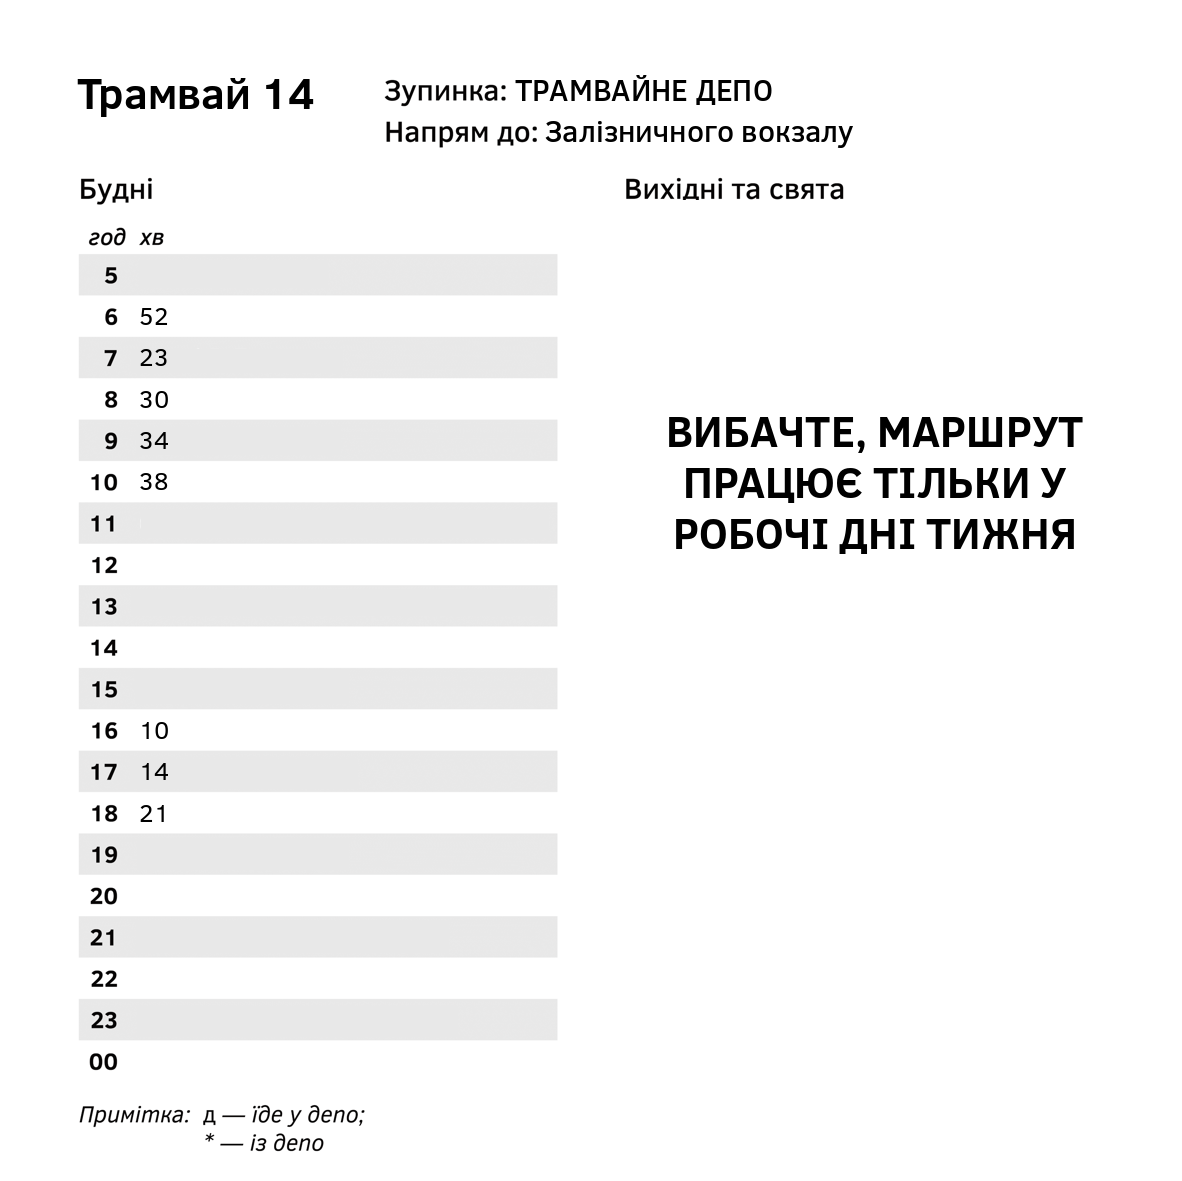 Трамвай 14
Зупинка: ТРАМВАЙНЕ ДЕПО
Напрям до: Залізничного вокзалу
Будні
год хв
5
6 52
7 23
8 30
9 34
10 38
11
12
13
14
15
16 10
17 14
18 21
19
20
21
22
23
00
Примітка: д — їде у депо;
* — із депо
Вихідні та свята
ВИБАЧТЕ, МАРШРУТ
ПРАЦЮЄ ТІЛЬКИ У
РОБОЧІ ДНІ ТИЖНЯ